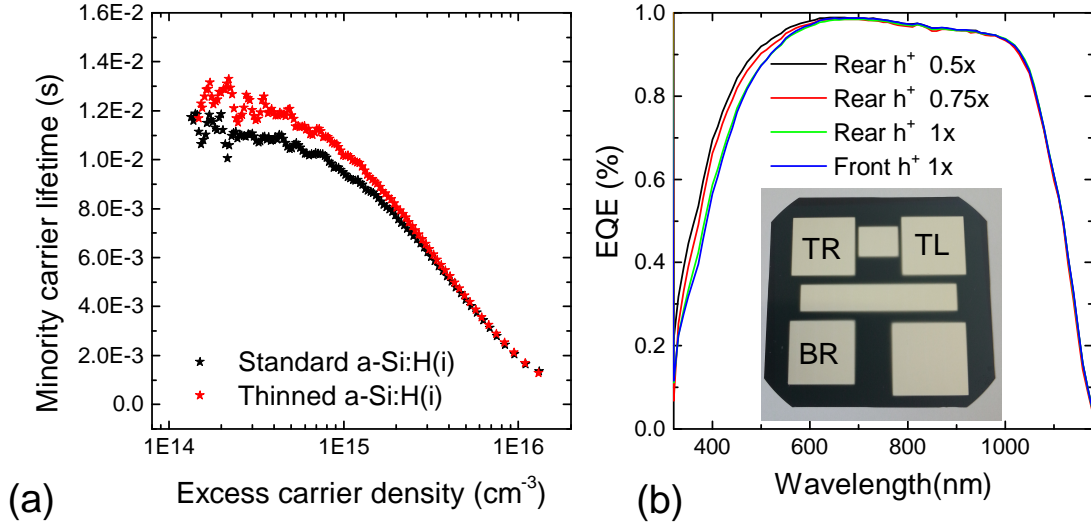 1.6E-2
1.4E-2
1.2E-2
1.0E-2
8.0E-3
6.0E-3
4.0E-3
2.0E-3
0.0
Minority carrier lifetime (s)
Standard a-Si:H(i)
Thinned a-Si:H(i)
1E14
1E15
1E16
Excess carrier density (cm⁻³)
(a)
1.0
0.8
0.6
0.4
0.2
0.0
EQE (%)
Rear h⁺ 0.5x
Rear h⁺ 0.75x
Rear h⁺ 1x
Front h⁺ 1x
TR
TL
BR
400
600
800
1000
Wavelength(nm)
(b)